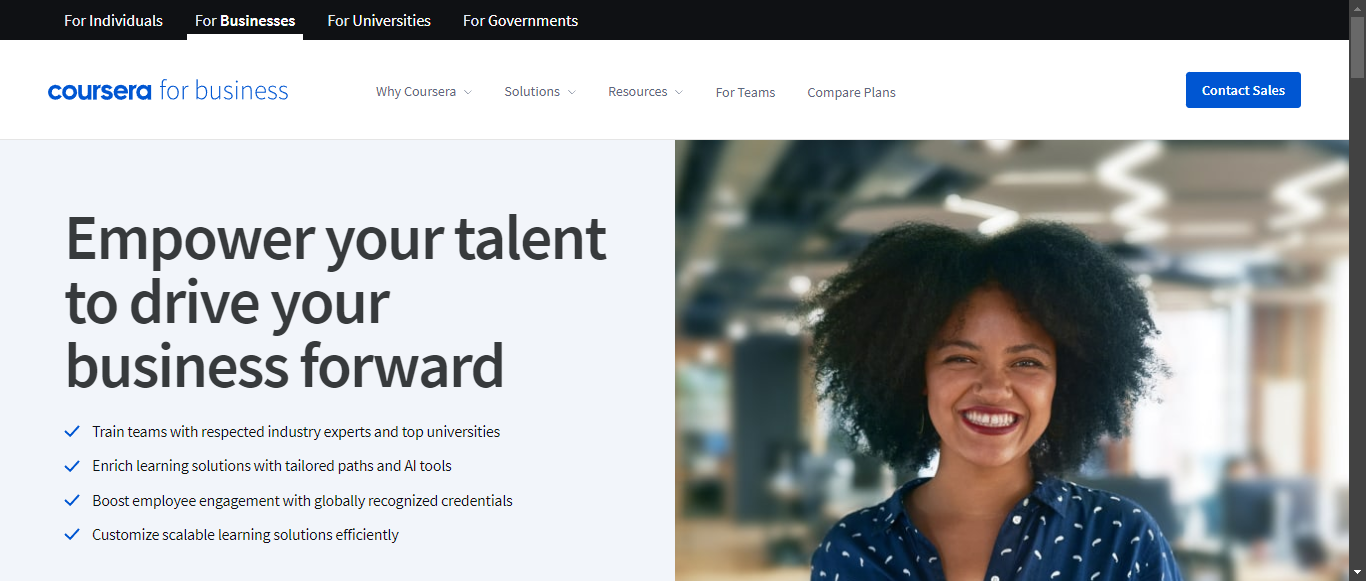 For Individuals For Businesses For Universities For Governments
coursera for business Why Coursera Solutions Resources For Teams Compare Plans Contact Sales
Empower your talent
to drive your
business forward
Train teams with respected industry experts and top universities
Enrich learning solutions with tailored paths and AI tools
Boost employee engagement with globally recognized credentials
Customize scalable learning solutions efficiently